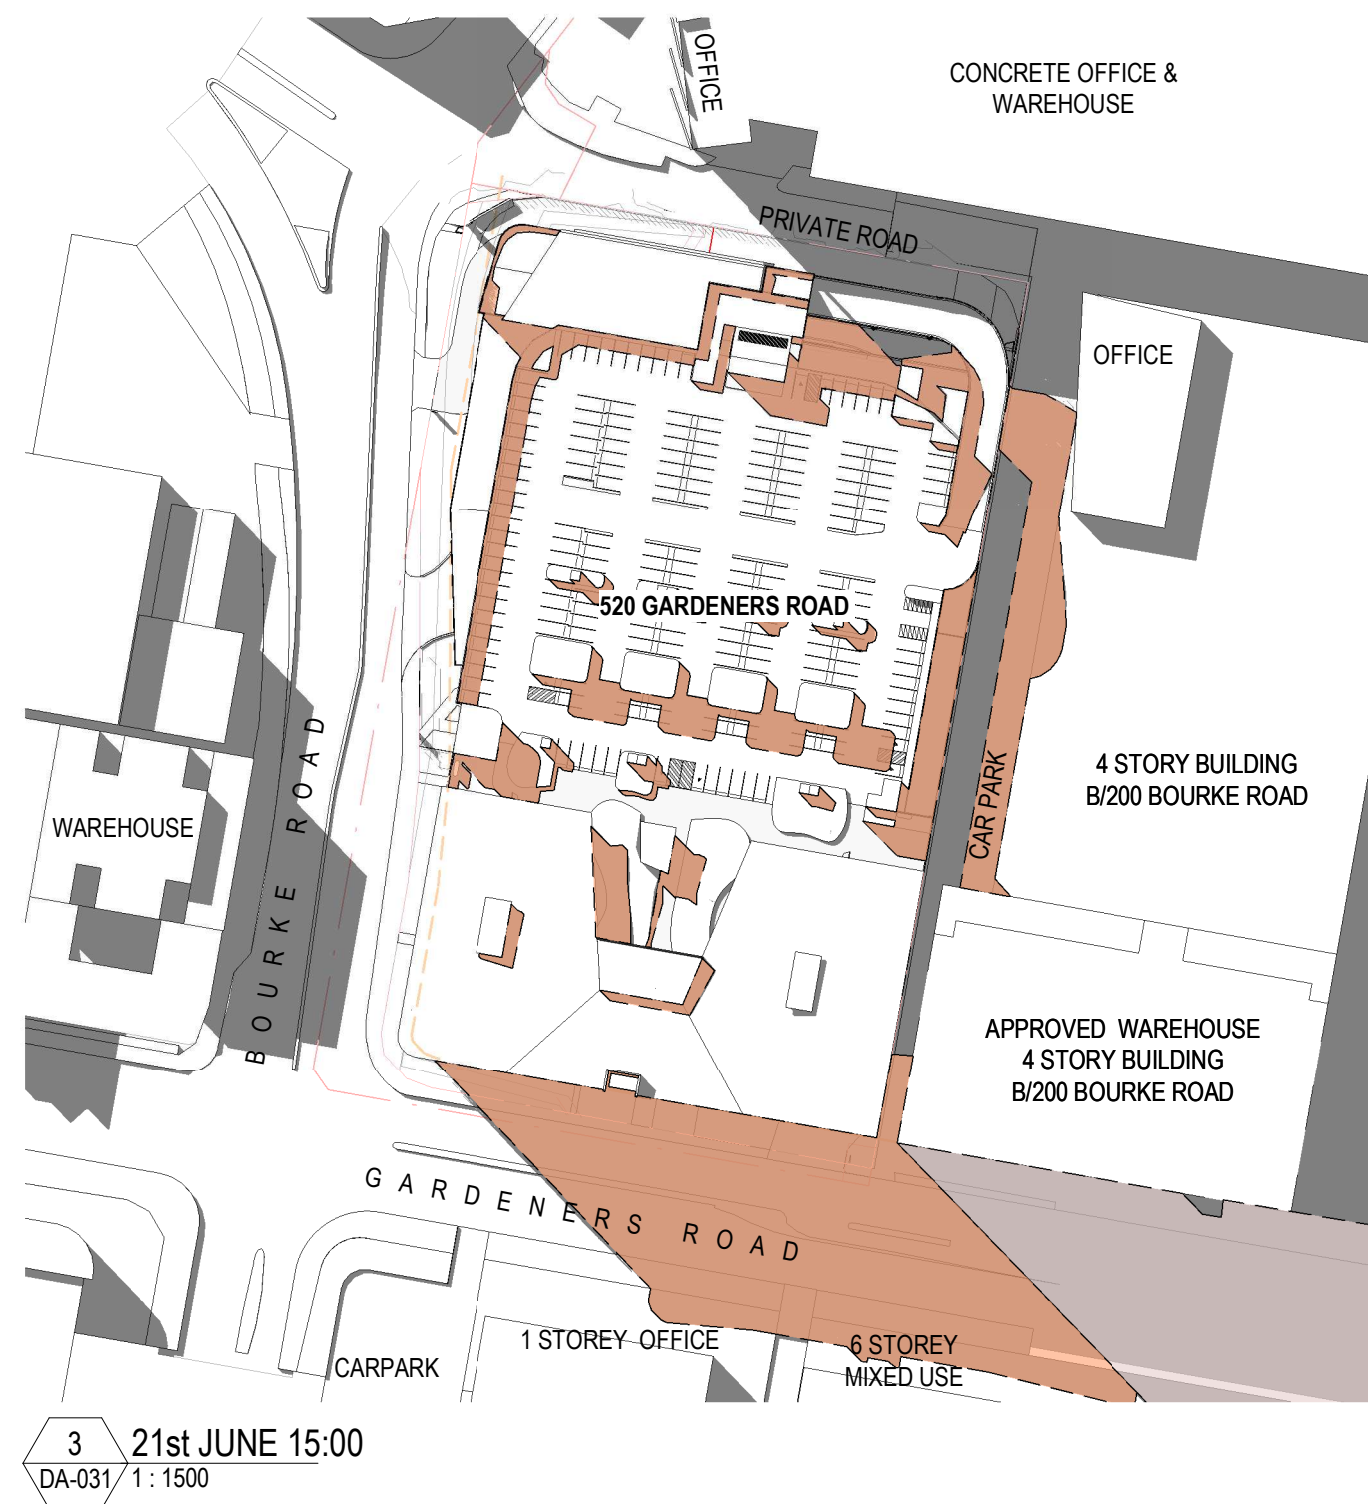 OFFICE
CONCRETE OFFICE &
WAREHOUSE
PRIVATE ROAD
OFFICE
520 GARDENERS ROAD
BOURKE ROAD
CAR PARK
4 STORY BUILDING
B/200 BOURKE ROAD
WAREHOUSE
APPROVED WAREHOUSE
4 STORY BUILDING
B/200 BOURKE ROAD
GARDENERS ROAD
1 STOREY OFFICE
6 STOREY
MIXED USE
CARPARK
3
21st JUNE 15:00
DA-031
1 : 1500